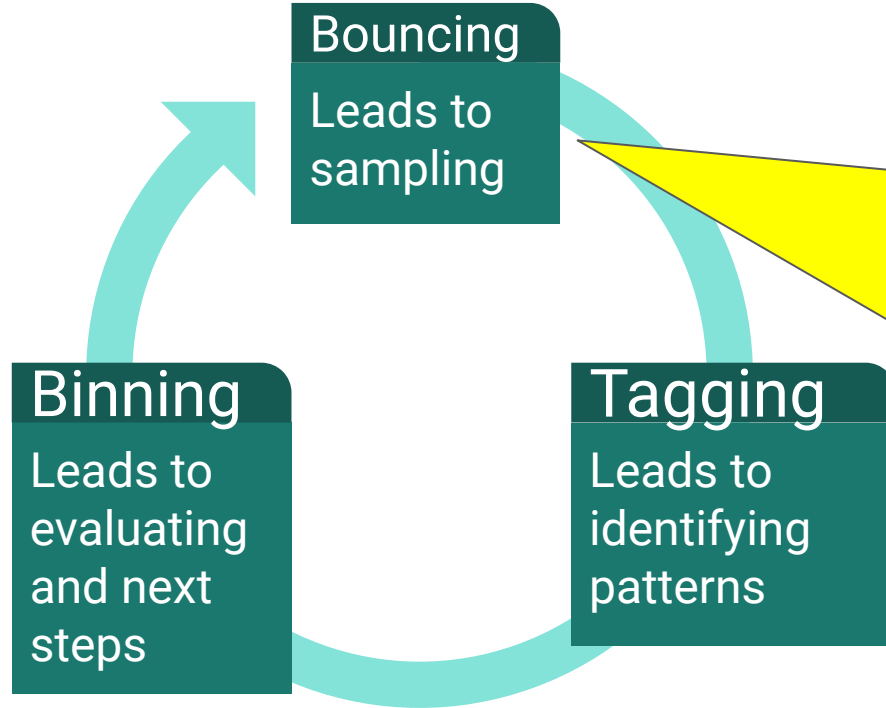 Bouncing
Leads to
sampling
Tagging
Leads to
identifying
patterns
Binning
Leads to
evaluating
and next
steps